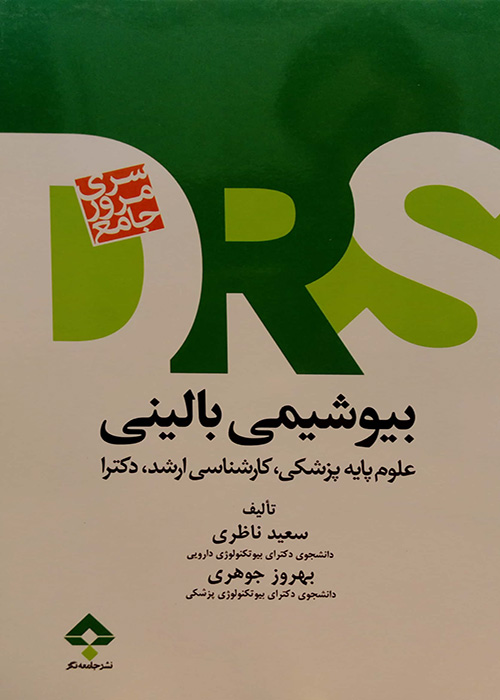 DRS
سری
مرور
جامع
بیوشیمی بالینی
علوم پایه پزشکی، کارشناسی ارشد، دکترا
تألیف
سعید ناظری
دانشجوی دکترای بیوتکنولوژی دارویی
بهروز جوهری
دانشجوی دکترای بیوتکنولوژی پزشکی
نشر جامعه نگر